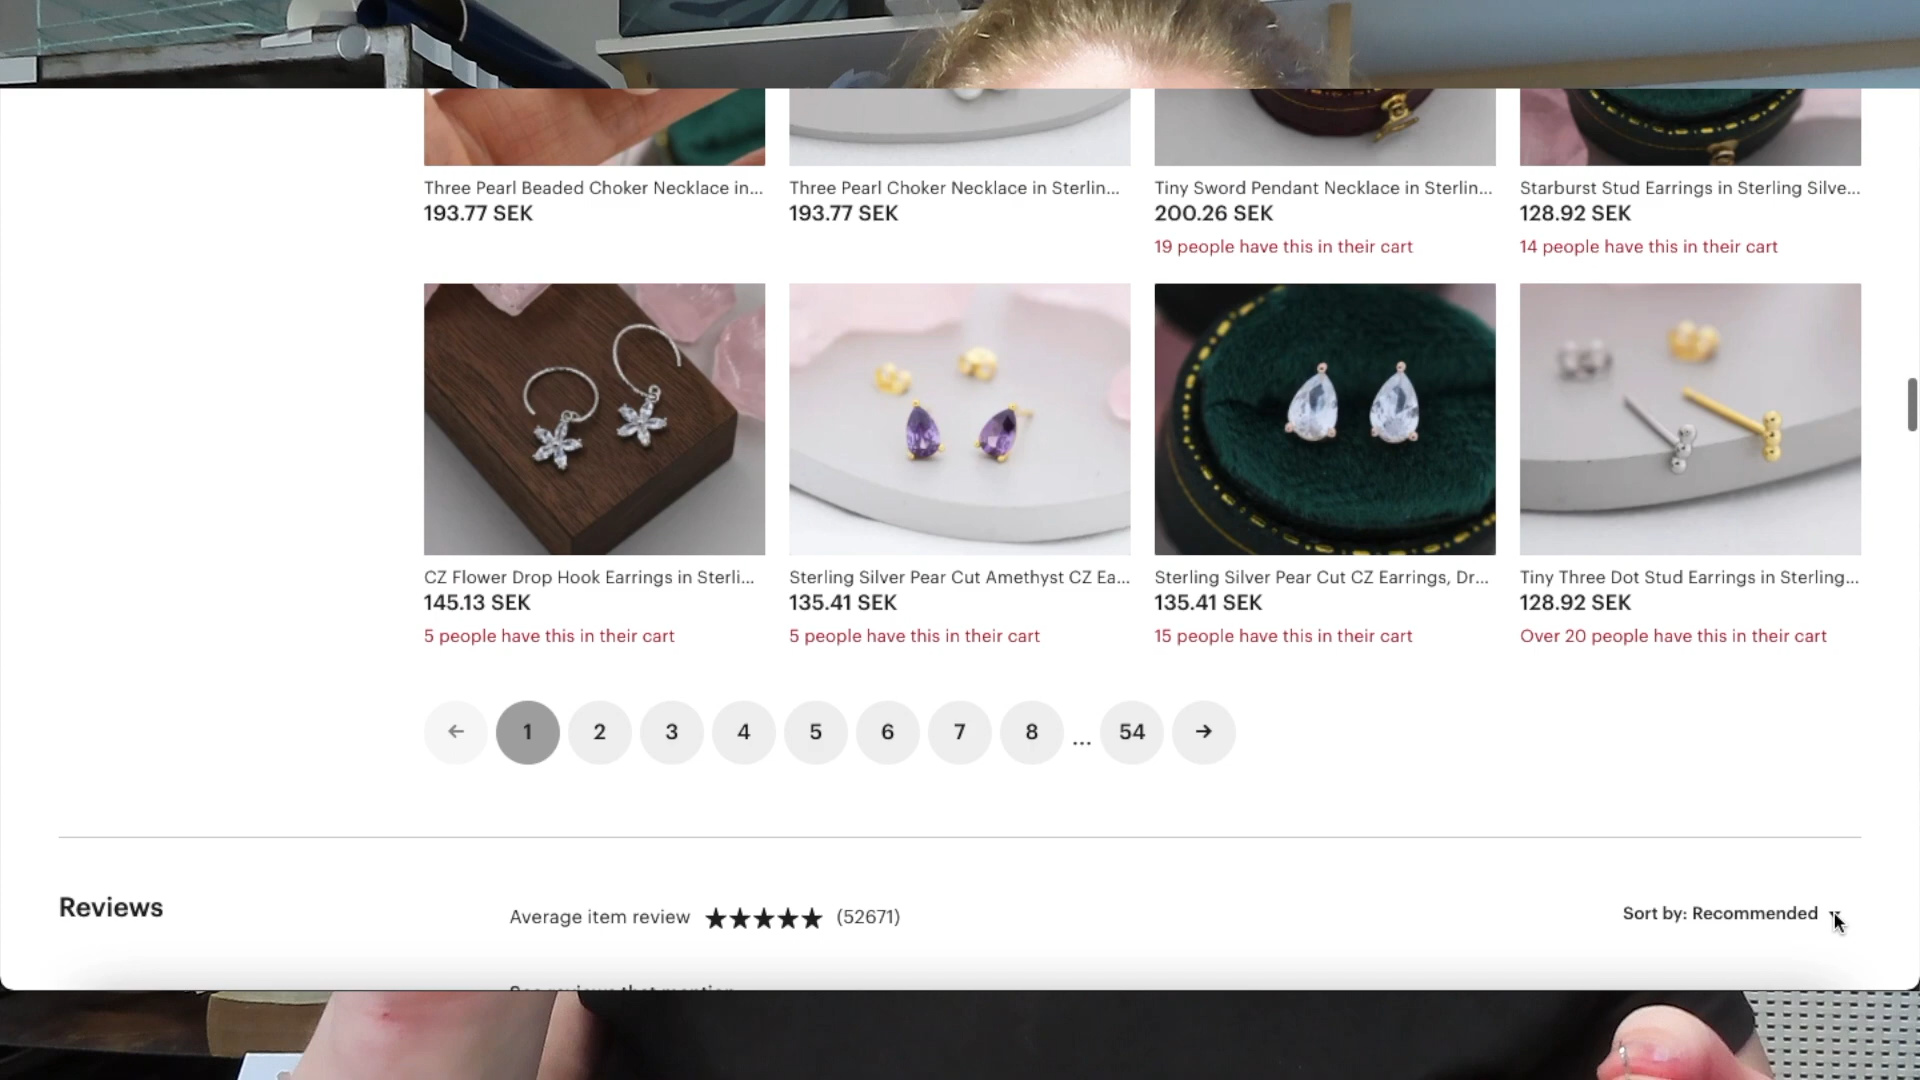 Three Pearl Beaded Choker Necklace in...
193.77 SEK
Three Pearl Choker Necklace in Sterlin...
193.77 SEK
Tiny Sword Pendant Necklace in Sterlin...
200.26 SEK
19 people have this in their cart
Starburst Stud Earrings in Sterling Silve...
128.92 SEK
14 people have this in their cart
CZ Flower Drop Hook Earrings in Sterli...
145.13 SEK
5 people have this in their cart
Sterling Silver Pear Cut Amethyst CZ Ea...
135.41 SEK
5 people have this in their cart
Sterling Silver Pear Cut CZ Earrings, Dr...
135.41 SEK
15 people have this in their cart
Tiny Three Dot Stud Earrings in Sterling...
128.92 SEK
Over 20 people have this in their cart
← 1 2 3 4 5 6 7 8 ... 54 →
Reviews
Average item review ★★★★★ (52671)
Sort by: Recommended